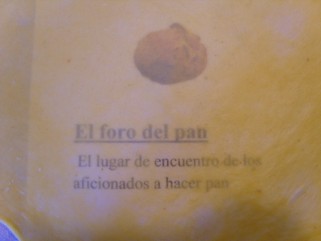 El foro del pan
El lugar de encuentro de los
aficionados a hacer pan